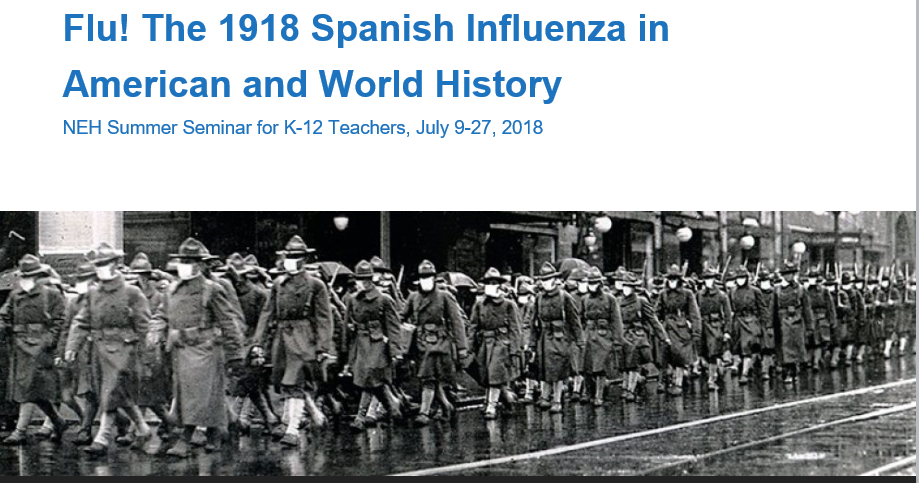 Flu! The 1918 Spanish Influenza in
American and World History
NEH Summer Seminar for K-12 Teachers, July 9-27, 2018